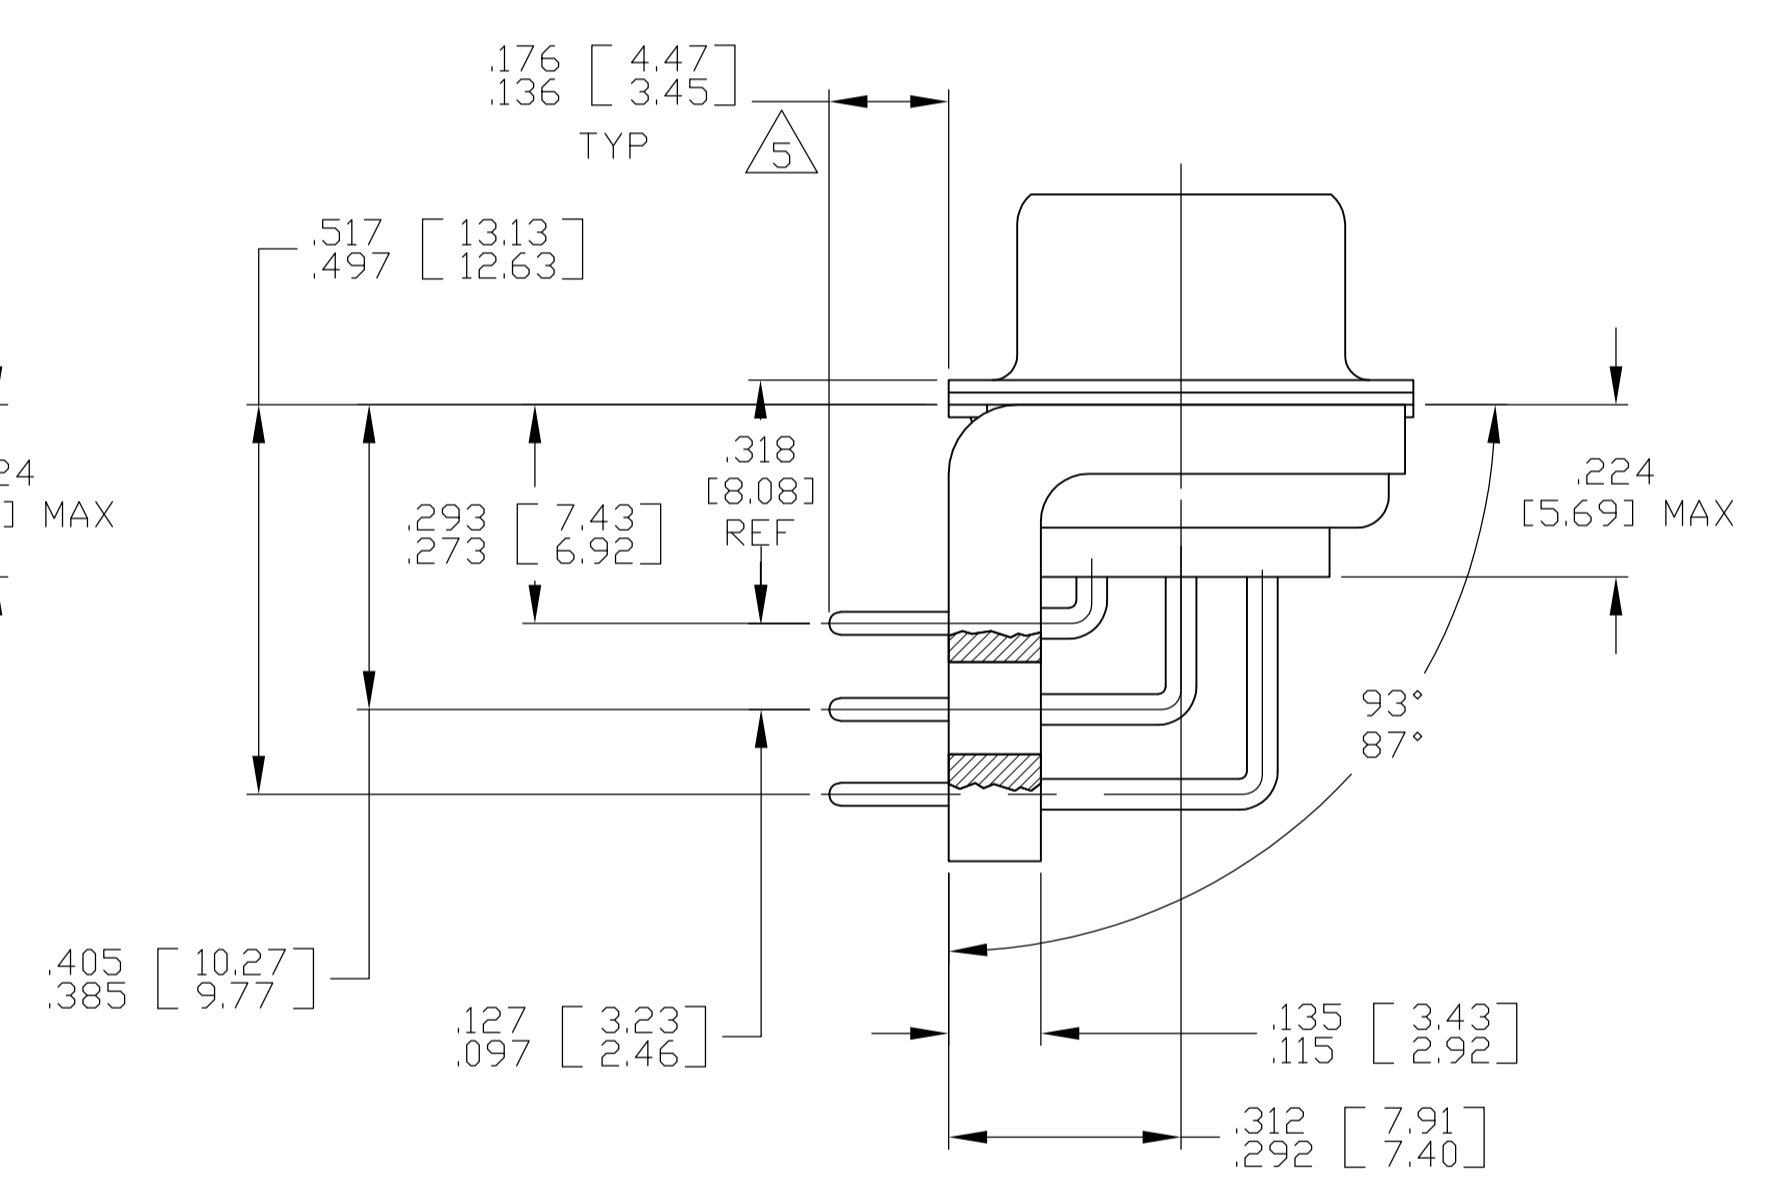 .176 [ 4.47 ]
.136 [ 3.45 ]
TYP
5
.517 [ 13.13 ]
.497 [ 12.63 ]
24
] MAX
.293 [ 7.43 ]
.273 [ 6.92 ]
.318
[8.08]
REF
.224
[5.69] MAX
93°
87°
.405 [ 10.27 ]
.385 [ 9.77 ]
.127 [ 3.23 ]
.097 [ 2.46 ]
.135 [ 3.43 ]
.115 [ 2.92 ]
.312 [ 7.91 ]
.292 [ 7.40 ]